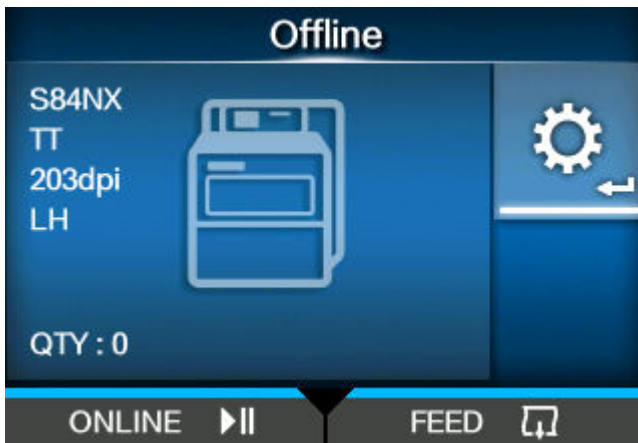 Offline
S84NX
TT
203dpi
LH
QTY : 0
ONLINE
FEED